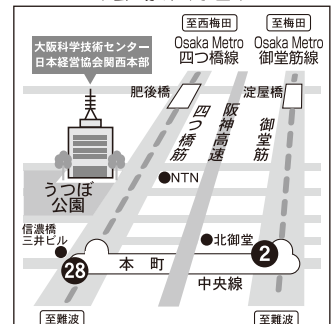 至西梅田
至梅田
大阪科学技術センター
日本経営協会関西本部
Osaka Metro
四つ橋線
Osaka Metro
御堂筋線
肥後橋
淀屋橋
四つ橋筋
阪神高速
御堂筋
NTN
うつぼ
公園
信濃橋
三井ビル
北御堂
2
28
本町
中央線
至難波
至難波